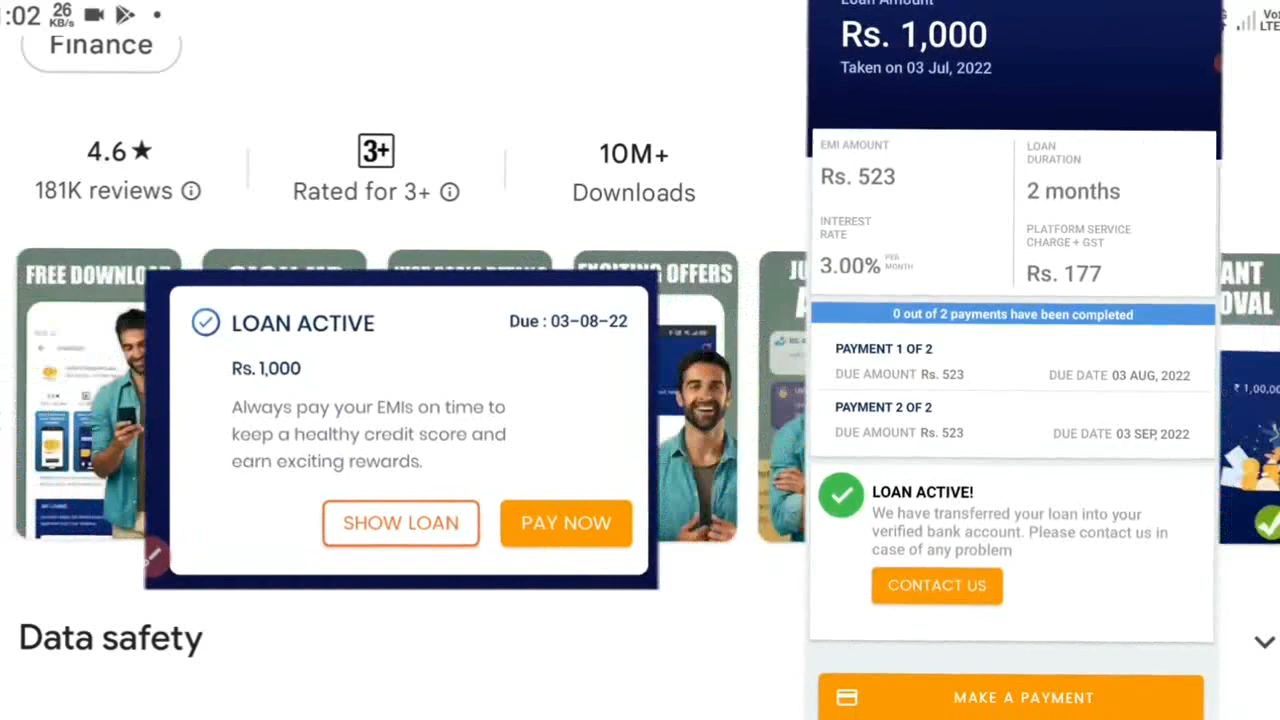 :02 26 KB/s
Finance
4.6★
181K reviews
3+
Rated for 3+
10M+
Downloads
FREE DOWNLO
OFFERS
LOAN ACTIVE
Due : 03-08-22
Rs. 1,000
Always pay your EMIs on time to
keep a healthy credit score and
earn exciting rewards.
SHOW LOAN
PAY NOW
Data safety
Loan Amount
Rs. 1,000
Taken on 03 Jul, 2022
EMI AMOUNT
Rs. 523
LOAN
DURATION
2 months
INTEREST
RATE
3.00% PER
MONTH
PLATFORM SERVICE
CHARGE + GST
Rs. 177
0 out of 2 payments have been completed
PAYMENT 1 OF 2
DUE AMOUNT Rs. 523 DUE DATE 03 AUG, 2022
PAYMENT 2 OF 2
DUE AMOUNT Rs. 523 DUE DATE 03 SEP, 2022
LOAN ACTIVE!
We have transferred your loan into your
verified bank account. Please contact us in
case of any problem
CONTACT US
MAKE A PAYMENT
Vo
LTE
ANT
OVAL
₹ 1,00,00